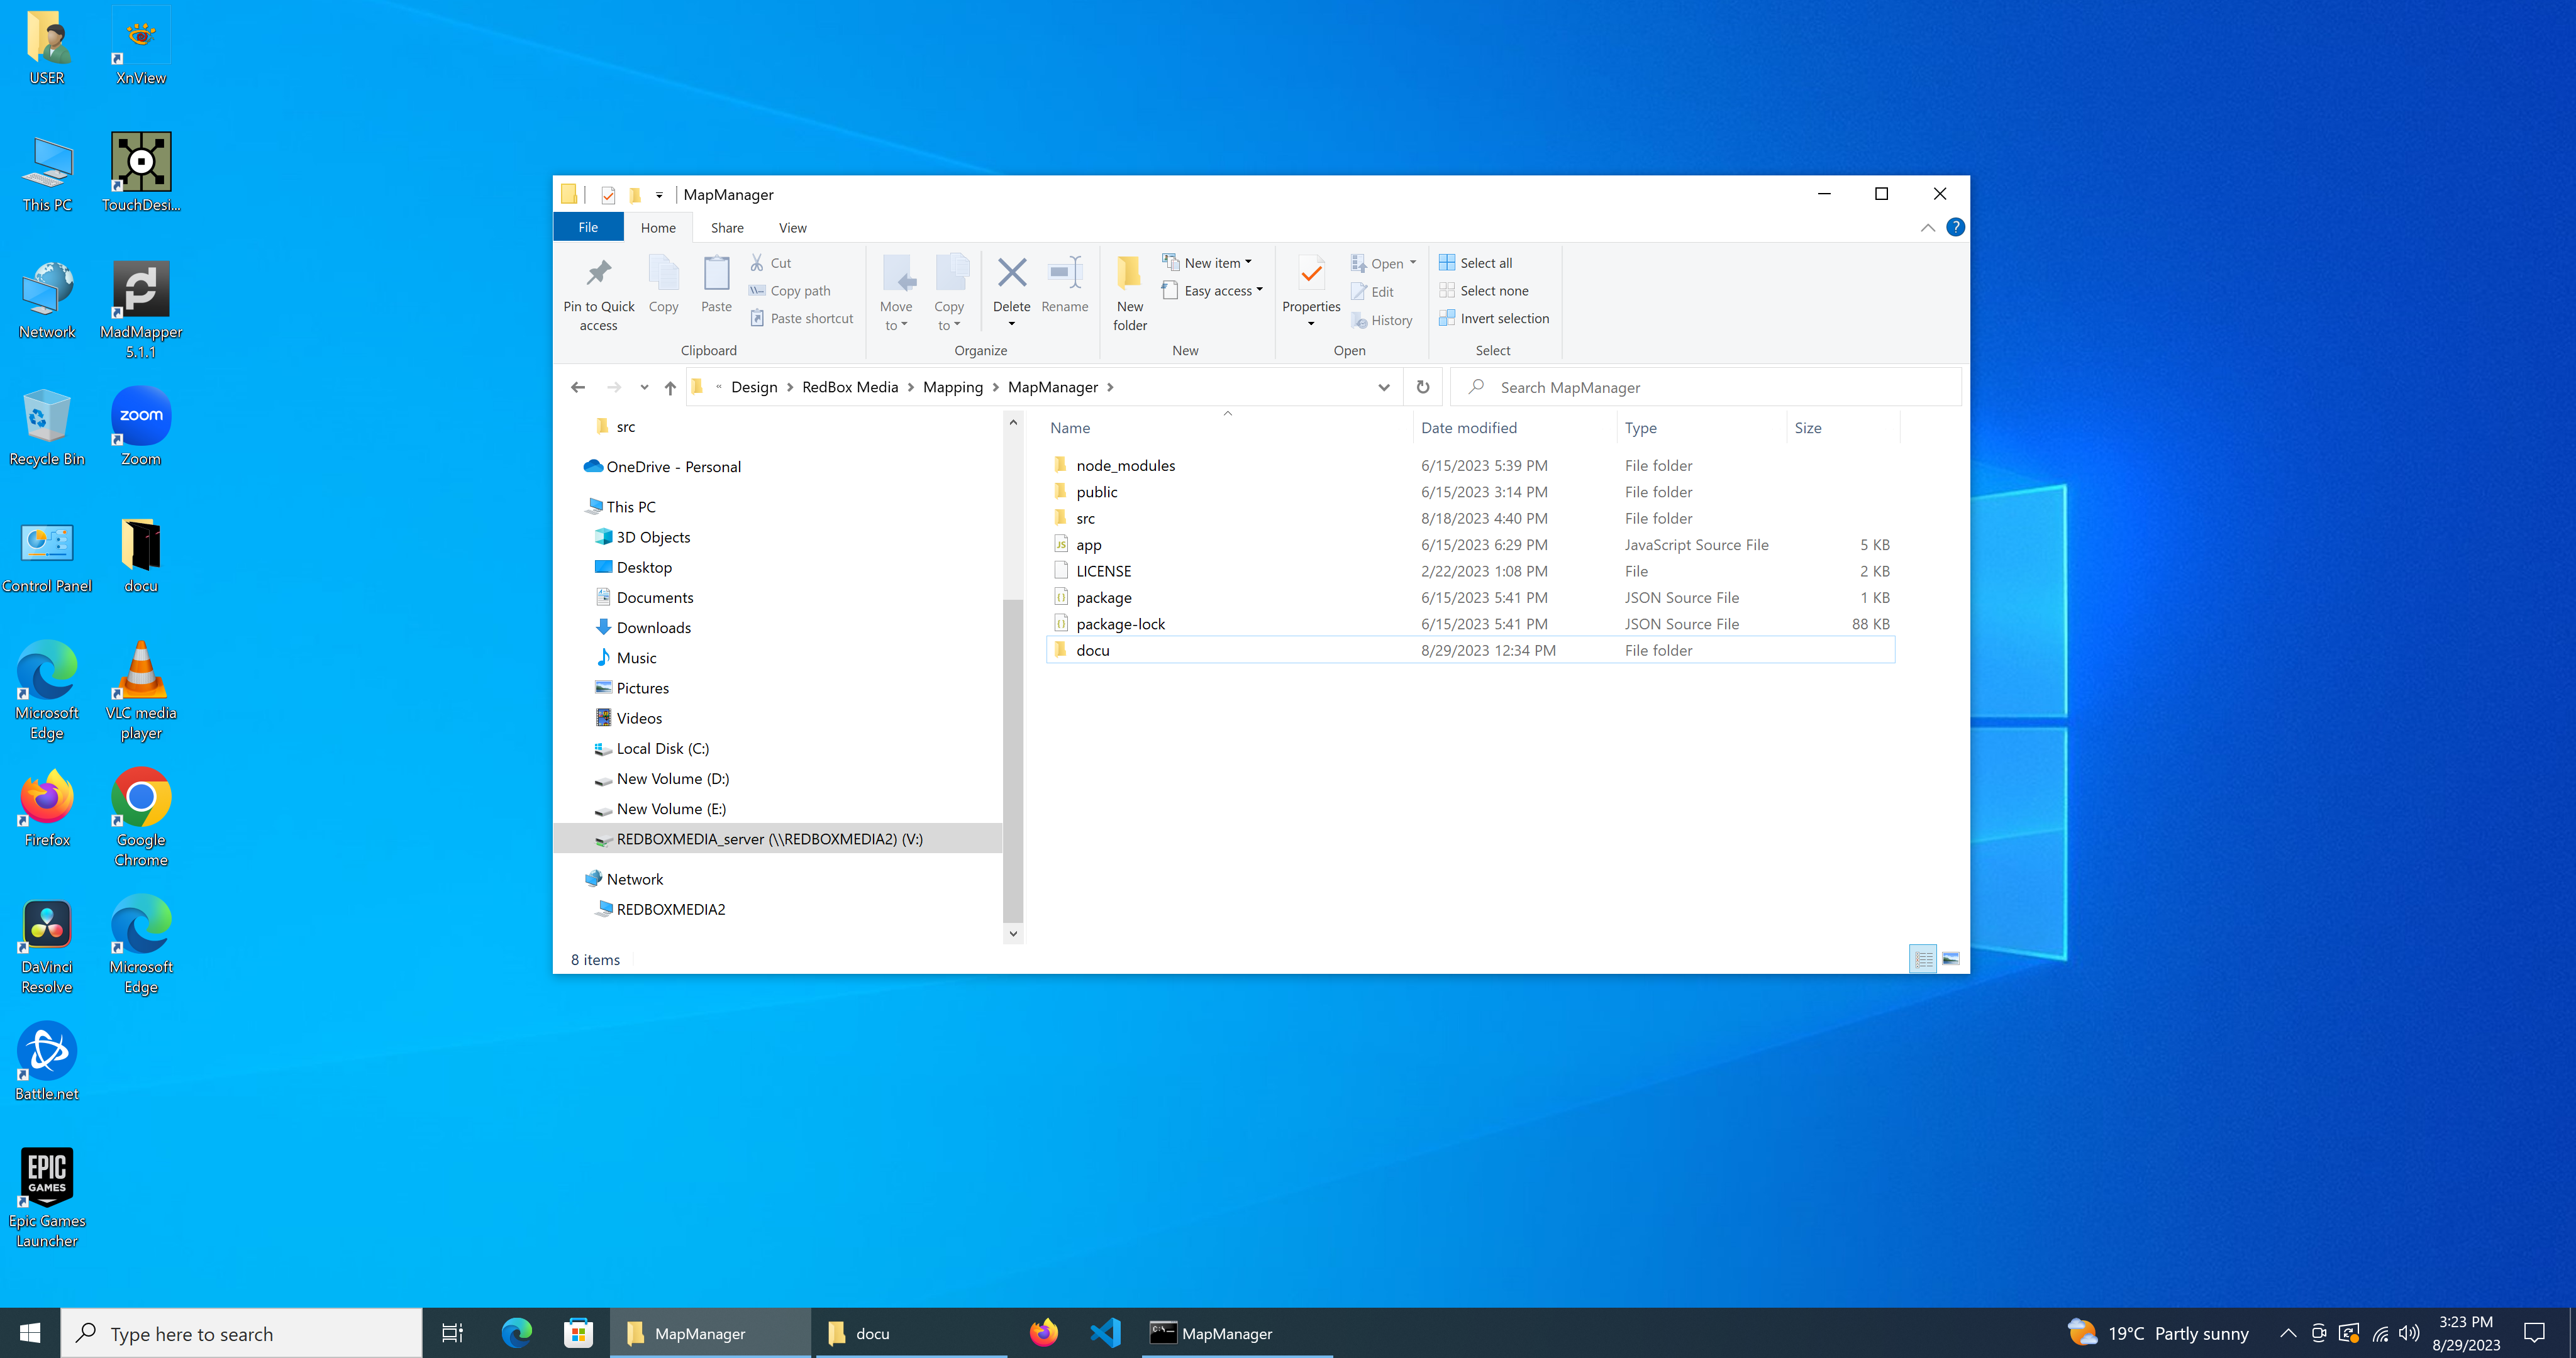 USER
XnView
This PC
TouchDesi...
Network
MadMapper
5.1.1
Recycle Bin
zoom
Zoom
Control Panel
docu
Microsoft
Edge
VLC media
player
Firefox
Google
Chrome
DaVinci
Resolve
Microsoft
Edge
Battle.net
EPIC
GAMES
Epic Games
Launcher
MapManager
File
Home
Share
View
?
Pin to Quick
access
Copy
Paste
Cut
Copy path
Paste shortcut
Clipboard
Move
to
Copy
to
Delete
Rename
Organize
New
folder
New item
Easy access
New
Properties
Open
Edit
History
Open
Select all
Select none
Invert selection
Select
« Design > RedBox Media > Mapping > MapManager >
Search MapManager
src
OneDrive - Personal
This PC
3D Objects
Desktop
Documents
Downloads
Music
Pictures
Videos
Local Disk (C:)
New Volume (D:)
New Volume (E:)
REDBOXMEDIA_server (\\REDBOXMEDIA2) (V:)
Network
REDBOXMEDIA2
Name Date modified Type Size
node_modules 6/15/2023 5:39 PM File folder
public 6/15/2023 3:14 PM File folder
src 8/18/2023 4:40 PM File folder
app 6/15/2023 6:29 PM JavaScript Source File 5 KB
LICENSE 2/22/2023 1:08 PM File 2 KB
package 6/15/2023 5:41 PM JSON Source File 1 KB
package-lock 6/15/2023 5:41 PM JSON Source File 88 KB
docu 8/29/2023 12:34 PM File folder
8 items
Type here to search
MapManager
docu
MapManager
19°C Partly sunny
3:23 PM
8/29/2023